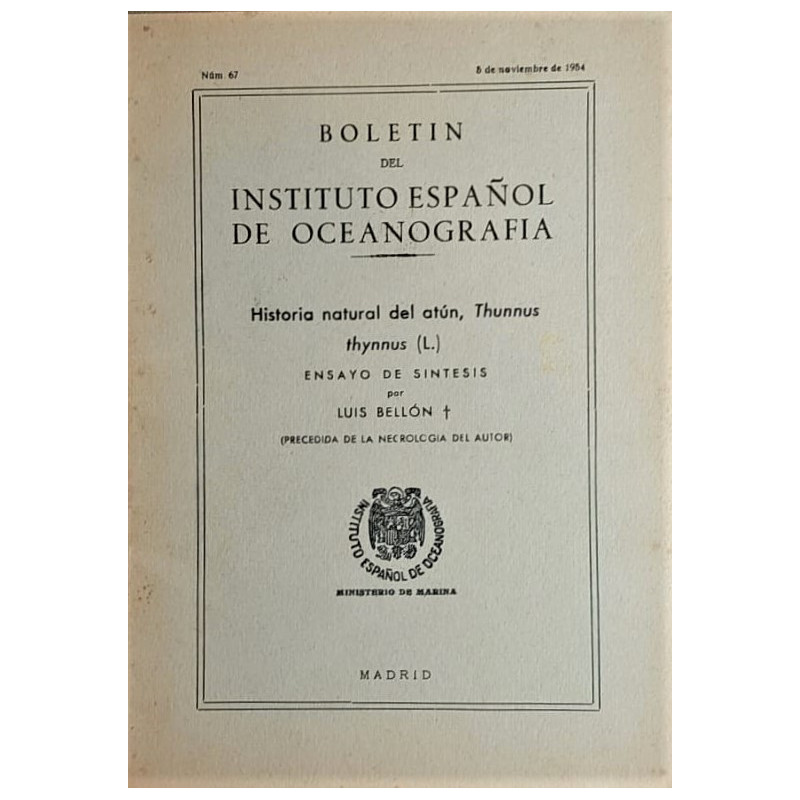 Núm. 67
5 de noviembre de 1954
BOLETIN
DEL
INSTITUTO ESPAÑOL
DE OCEANOGRAFIA
Historia natural del atún, Thunnus
thynnus (L.)
ENSAYO DE SINTESIS
por
LUIS BELLÓN †
(PRECEDIDA DE LA NECROLOGIA DEL AUTOR)
INSTITUTO ESPAÑOL DE OCEANOGRAFIA
MINISTERIO DE MARINA
MADRID